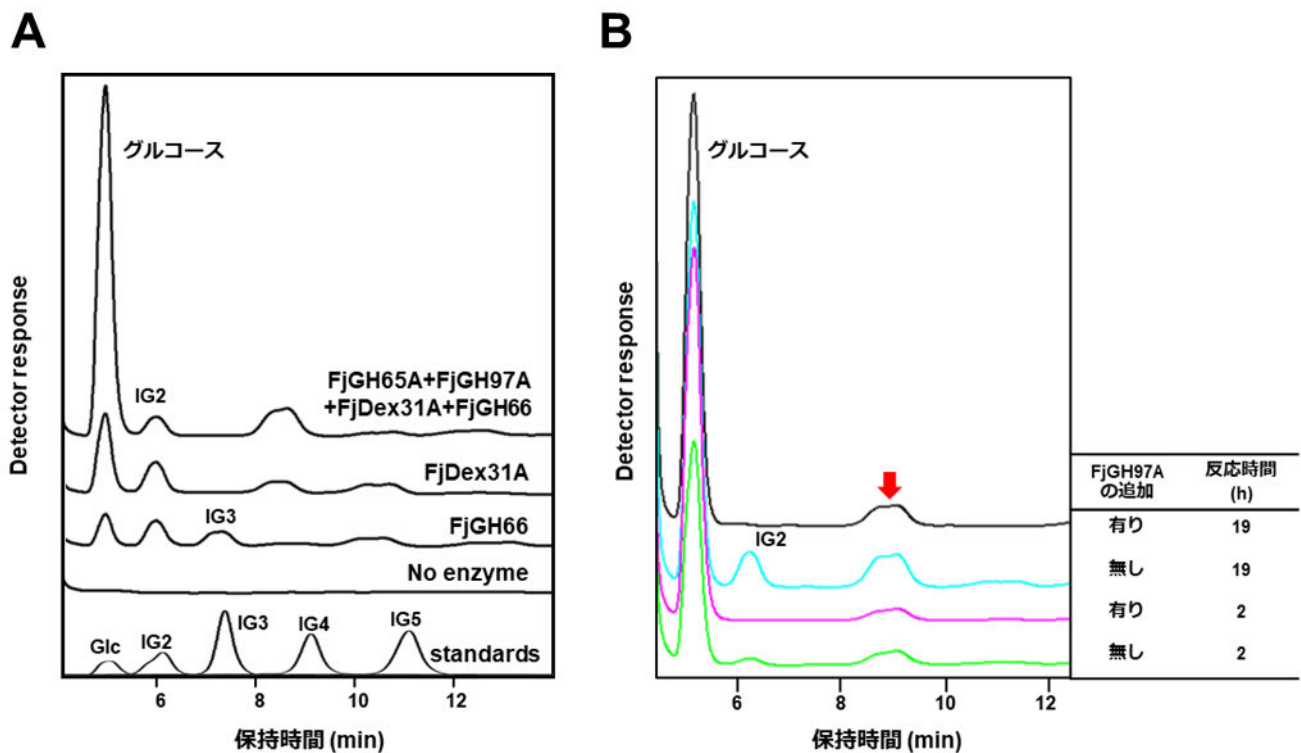 A
グルコース
IG2
FjGH65A+FjGH97A
+FjDex31A+FjGH66
FjDex31A
IG3
FjGH66
No enzyme
Glc
IG2
IG3
IG4
IG5
standards
6
8
10
12
保持時間 (min)
Detector response
B
グルコース
IG2
6
8
10
12
保持時間 (min)
Detector response
FjGH97A
の追加
反応時間
(h)
有り 19
無し 19
有り 2
無し 2